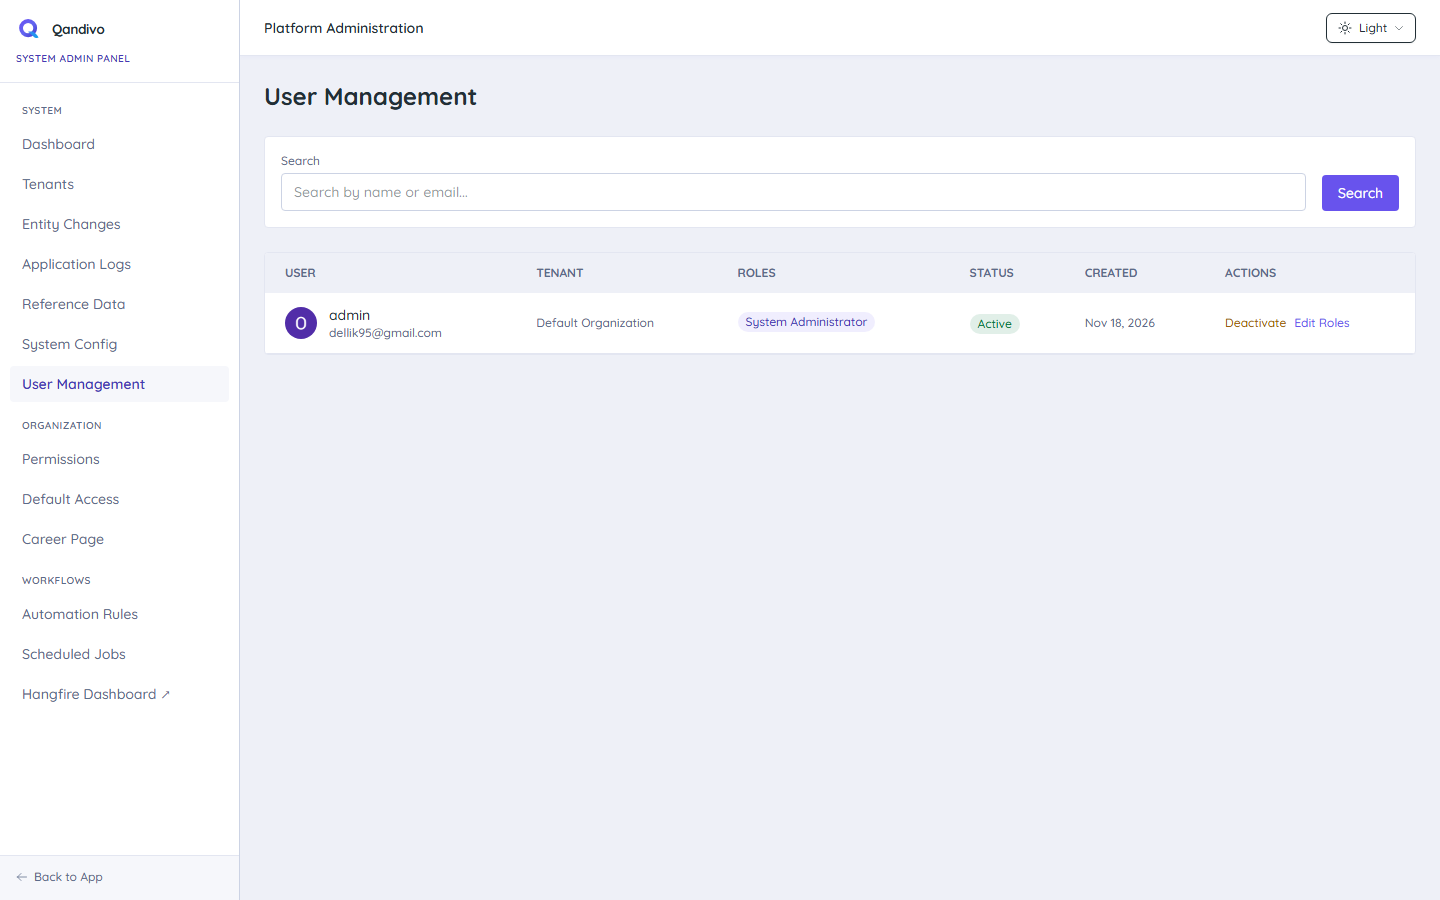 Qandivo
SYSTEM ADMIN PANEL
SYSTEM
Dashboard
Tenants
Entity Changes
Application Logs
Reference Data
System Config
User Management
ORGANIZATION
Permissions
Default Access
Career Page
WORKFLOWS
Automation Rules
Scheduled Jobs
Hangfire Dashboard ↗
← Back to App
Platform Administration
Light
User Management
Search
Search by name or email...
Search
USER TENANT ROLES STATUS CREATED ACTIONS
O admin
dellik95@gmail.com
Default Organization
System Administrator
Active
Nov 18, 2026
Deactivate Edit Roles